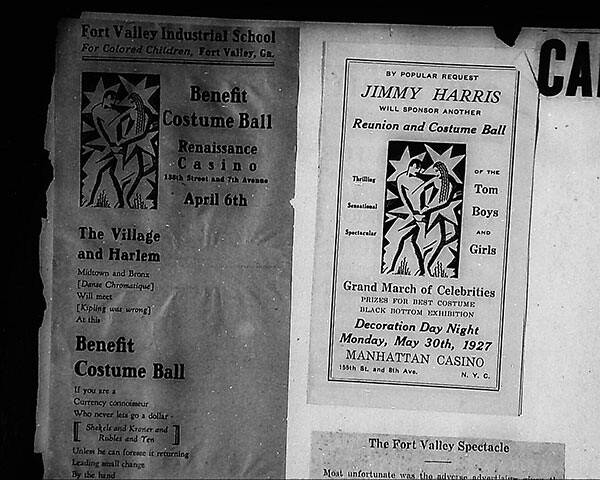 Fort Valley Industrial School
For Colored Children, Fort Valley, Ga.
Benefit
Costume Ball
Renaissance
Casino
138th Street and 7th Avenue
April 6th
The Village
and Harlem
Midtown and Bronx
[Danse Chromatique]
Will meet
[Kipling was wrong]
At this
Benefit
Costume Ball
If you are a
Currency connoisseur
Who never lets go a dollar -
[Shekels and Kroner and
Rubles and Yen]
Unless he can foresee it returning
Leading small change
By the hand
BY POPULAR REQUEST
JIMMY HARRIS
WILL SPONSOR ANOTHER
Reunion and Costume Ball
Thrilling
Sensational
Spectacular
OF THE
Tom
Boys
AND
Girls
Grand March of Celebrities
PRIZES FOR BEST COSTUME
BLACK BOTTOM EXHIBITION
Decoration Day Night
Monday, May 30th, 1927
MANHATTAN CASINO
155th St. and 8th Ave. N. Y. C.
CA
The Fort Valley Spectacle
Most unfortunate was the adverse advertising